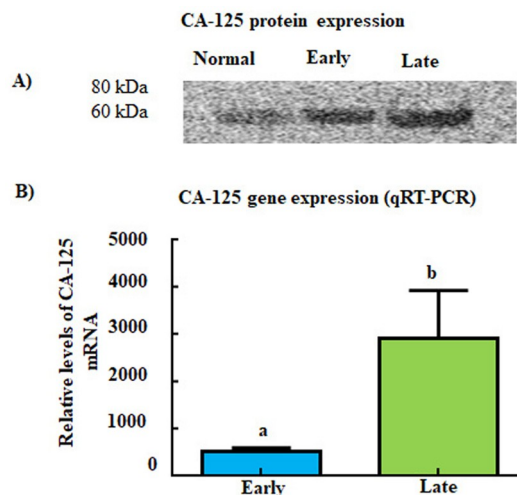 CA-125 protein expression
Normal Early Late
A)
80 kDa
60 kDa
B)
CA-125 gene expression (qRT-PCR)
Relative levels of CA-125
mRNA
5000
4000
3000
2000
1000
0
a
b
Early Late